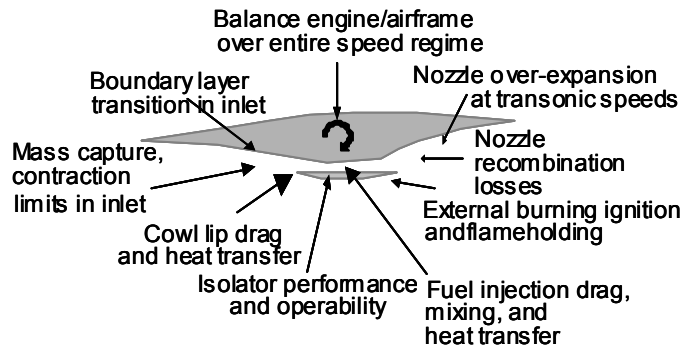 Balance engine/airframe
over entire speed regime
Boundary layer
transition in inlet
Nozzle over-expansion
at transonic speeds
Mass capture,
contraction
limits in inlet
Nozzle
recombination
losses
External burning ignition
andflameholding
Cowl lip drag
and heat transfer
Isolator performance
and operability
Fuel injection drag,
mixing, and
heat transfer